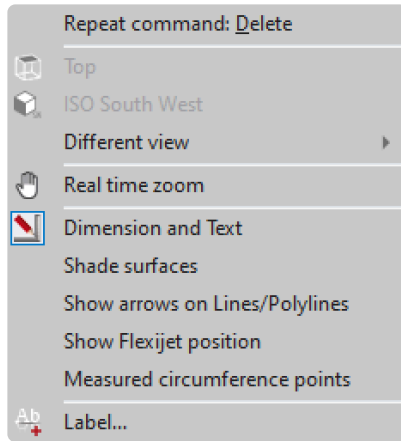 Repeat command: Delete
Top
ISO South West
Different view
Real time zoom
Dimension and Text
Shade surfaces
Show arrows on Lines/Polylines
Show Flexijet position
Measured circumference points
Ab
Label...